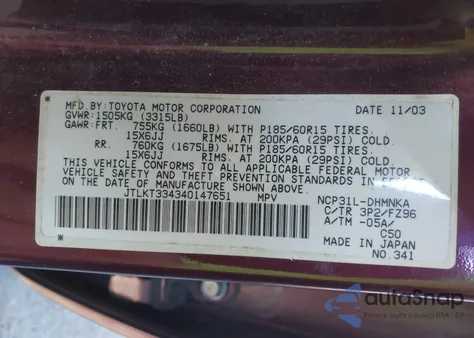 MFD.BY:TOYOTA MOTOR CORPORATION DATE 11/03
GVWR:1505KG (3315LB)
GAWR:FRT. 755KG (1660LB) WITH P185/60R15 TIRES.
15X6JJ RIMS. AT 200KPA (29PSI) COLD.
RR. 760KG (1675LB) WITH P185/60R15 TIRES.
15X6JJ RIMS. AT 200KPA (29PSI) COLD.
THIS VEHICLE CONFORMS TO ALL APPLICABLE FEDERAL MOTOR
VEHICLE SAFETY AND THEFT PREVENTION STANDARDS IN EFFECT
ON THE DATE OF MANUFACTURE SHOWN ABOVE.
JTLKT334340147651 MPV NCP31L-DHMNKA
C/TR 3P2/FZ96
A/TM -05A/
C50
MADE IN JAPAN
NO.341
autoSnap